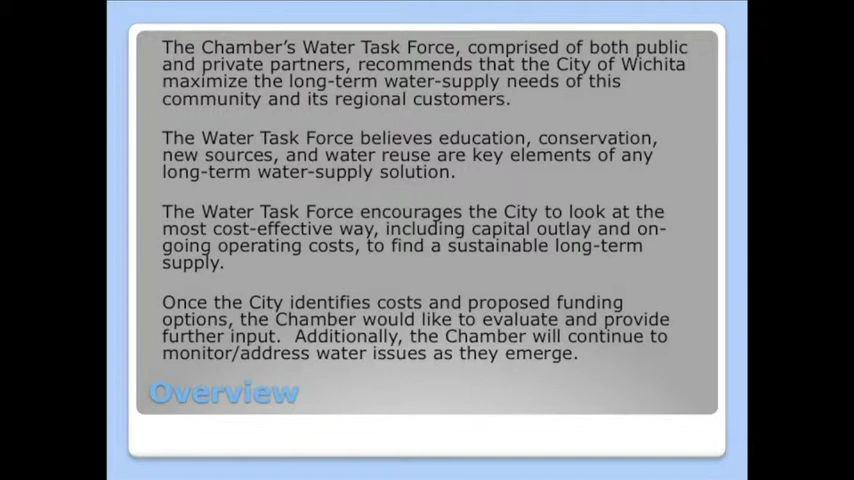 The Chamber's Water Task Force, comprised of both public
and private partners, recommends that the City of Wichita
maximize the long-term water-supply needs of this
community and its regional customers.
The Water Task Force believes education, conservation,
new sources, and water reuse are key elements of any
long-term water-supply solution.
The Water Task Force encourages the City to look at the
most cost-effective way, including capital outlay and on-
going operating costs, to find a sustainable long-term
supply.
Once the City identifies costs and proposed funding
options, the Chamber would like to evaluate and provide
further input.  Additionally, the Chamber will continue to
monitor/address water issues as they emerge.
Overview